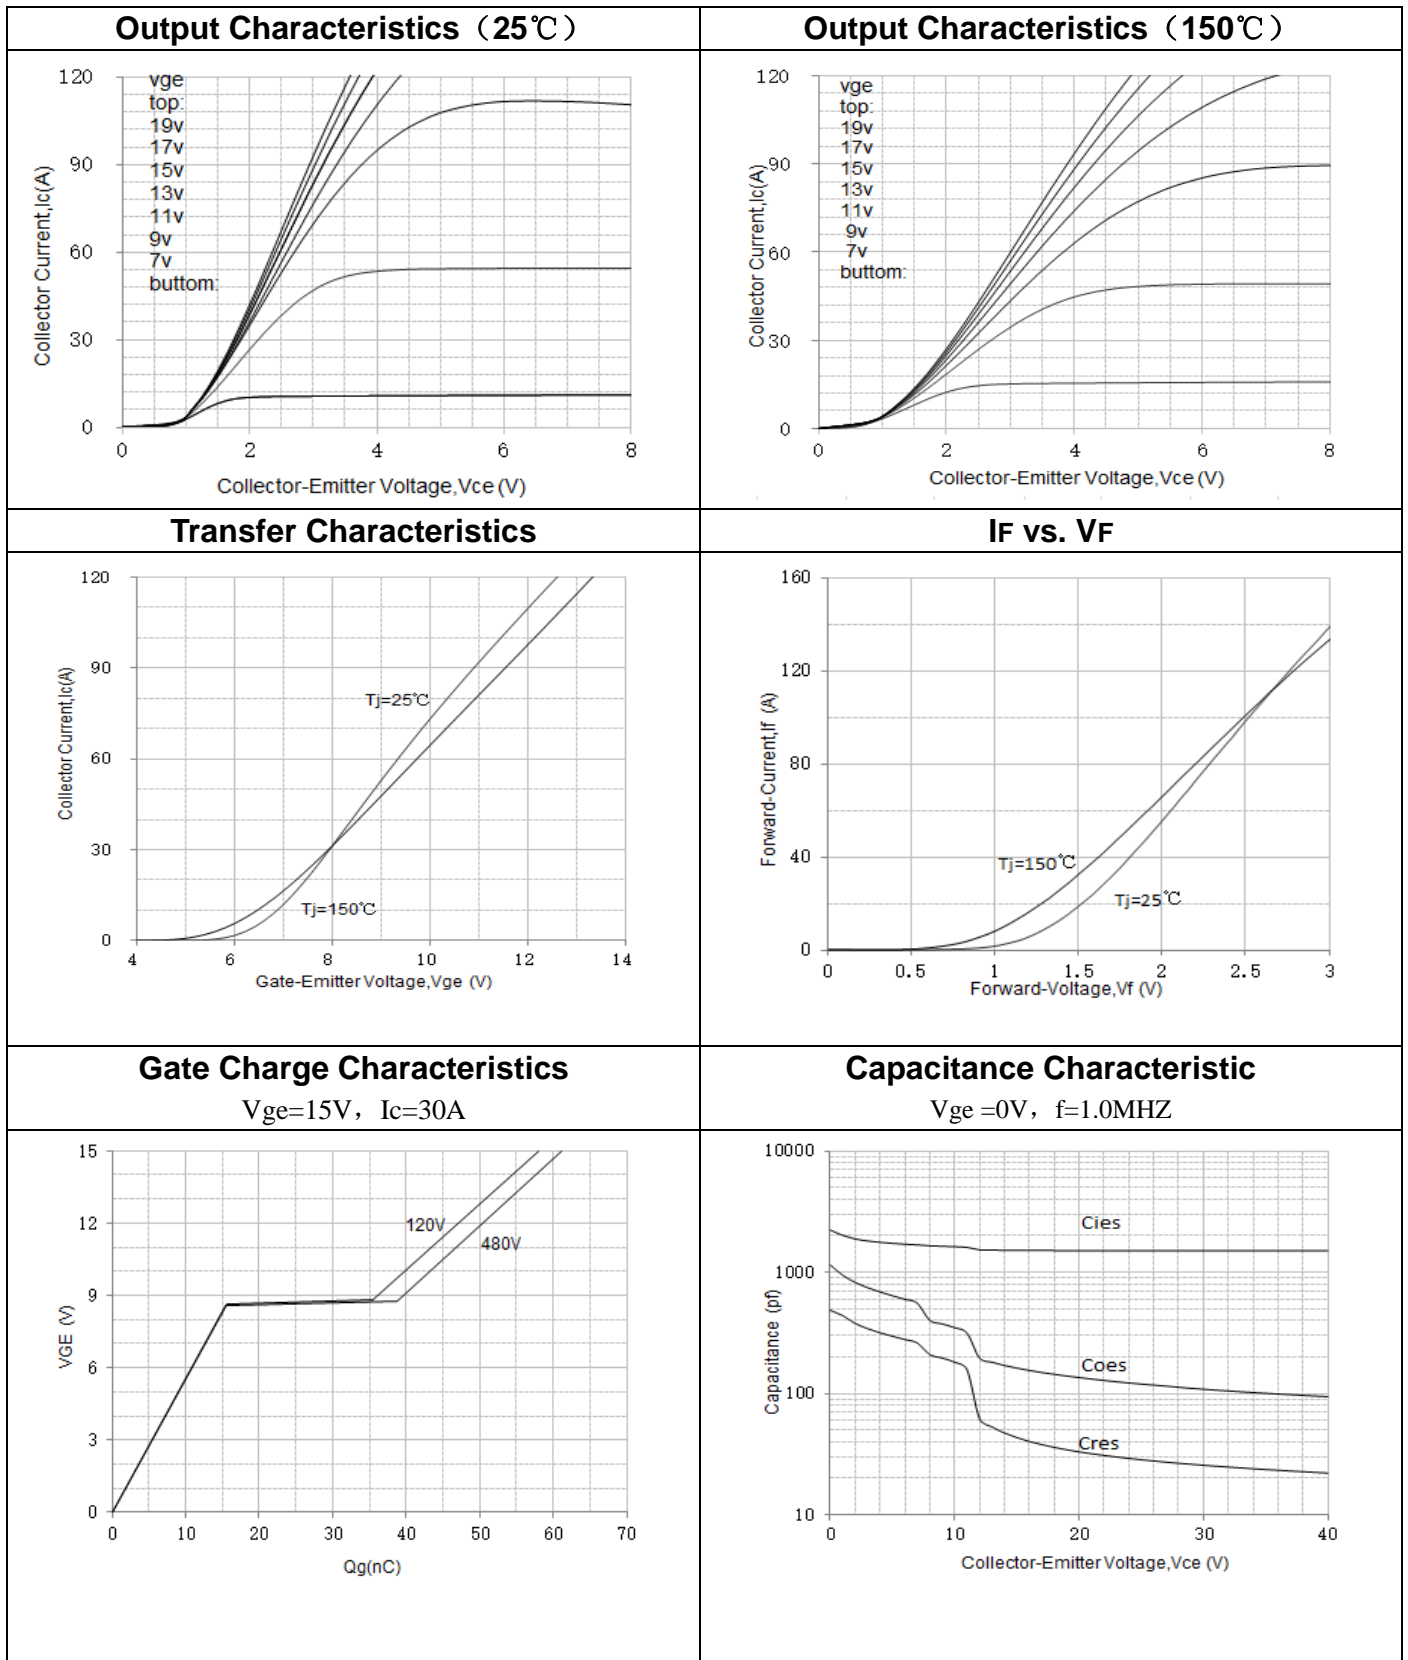 Output Characteristics（25℃）
120
90
60
30
0
0 2 4 6 8
Collector Current,Ic(A)
vge
top:
19v
17v
15v
13v
11v
9v
7v
buttom:
Collector-Emitter Voltage,Vce (V)
Output Characteristics（150℃）
120
90
60
30
0
0 2 4 6 8
Collector Current,Ic(A)
vge
top:
19v
17v
15v
13v
11v
9v
7v
buttom:
Collector-Emitter Voltage,Vce (V)
Transfer Characteristics
120
90
60
30
0
4 6 8 10 12 14
Collector Current,Ic(A)
Tj=25℃
Tj=150℃
Gate-Emitter Voltage,Vge (V)
IF vs. VF
160
120
80
40
0
0 0.5 1 1.5 2 2.5 3
Forward-Current,If (A)
Tj=150℃
Tj=25℃
Forward-Voltage,Vf (V)
Gate Charge Characteristics
Vge=15V，Ic=30A
15
12
9
6
3
0
0 10 20 30 40 50 60 70
VGE (V)
120V
480V
Qg(nC)
Capacitance Characteristic
Vge =0V，f=1.0MHZ
10000
1000
100
10
0 10 20 30 40
Capacitance (pf)
Cies
Coes
Cres
Collector-Emitter Voltage,Vce (V)